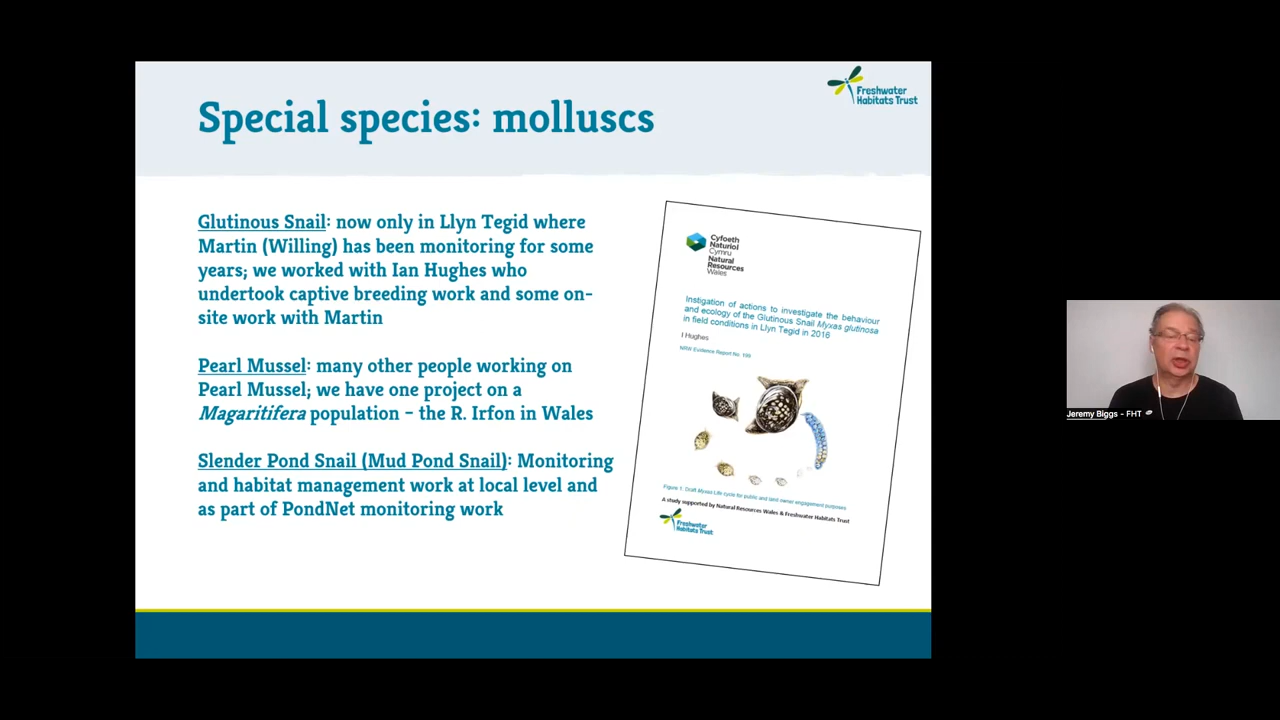 Special species: molluscs
Freshwater
Habitats Trust
Glutinous Snail: now only in Llyn Tegid where
Martin (Willing) has been monitoring for some
years; we worked with Ian Hughes who
undertook captive breeding work and some on-
site work with Martin
Pearl Mussel: many other people working on
Pearl Mussel; we have one project on a
Magaritifera population – the R. Irfon in Wales
Slender Pond Snail (Mud Pond Snail): Monitoring
and habitat management work at local level and
as part of PondNet monitoring work
Cyfoeth
Naturiol
Cymru
Natural
Resources
Wales
Instigation of actions to investigate the behaviour
and ecology of the Glutinous Snail Myxas glutinosa
in field conditions in Llyn Tegid in 2016
I Hughes
NRW Evidence Report No. 199
Figure 1. Draft Myxas Life cycle for public and land owner engagement purposes
A study supported by Natural Resources Wales & Freshwater Habitats Trust
Freshwater
Habitats Trust
Jeremy Biggs - FHT